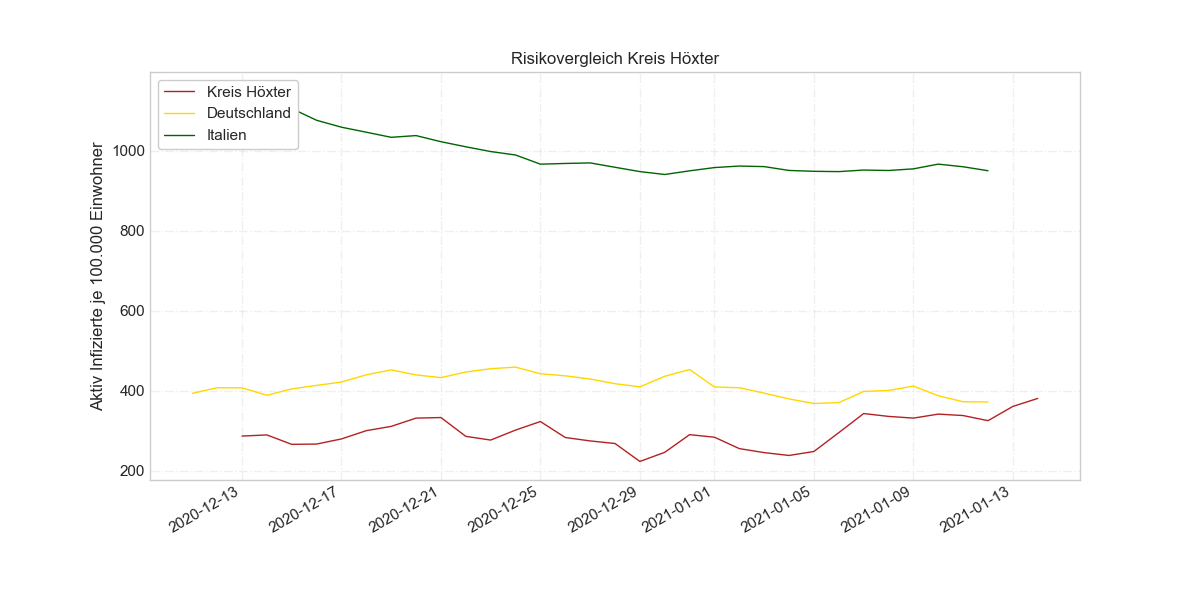 Risikovergleich Kreis Höxter
Kreis Höxter
Deutschland
Italien
Aktiv Infizierte je 100.000 Einwohner
1000
800
600
400
200
2020-12-13
2020-12-17
2020-12-21
2020-12-25
2020-12-29
2021-01-01
2021-01-05
2021-01-09
2021-01-13